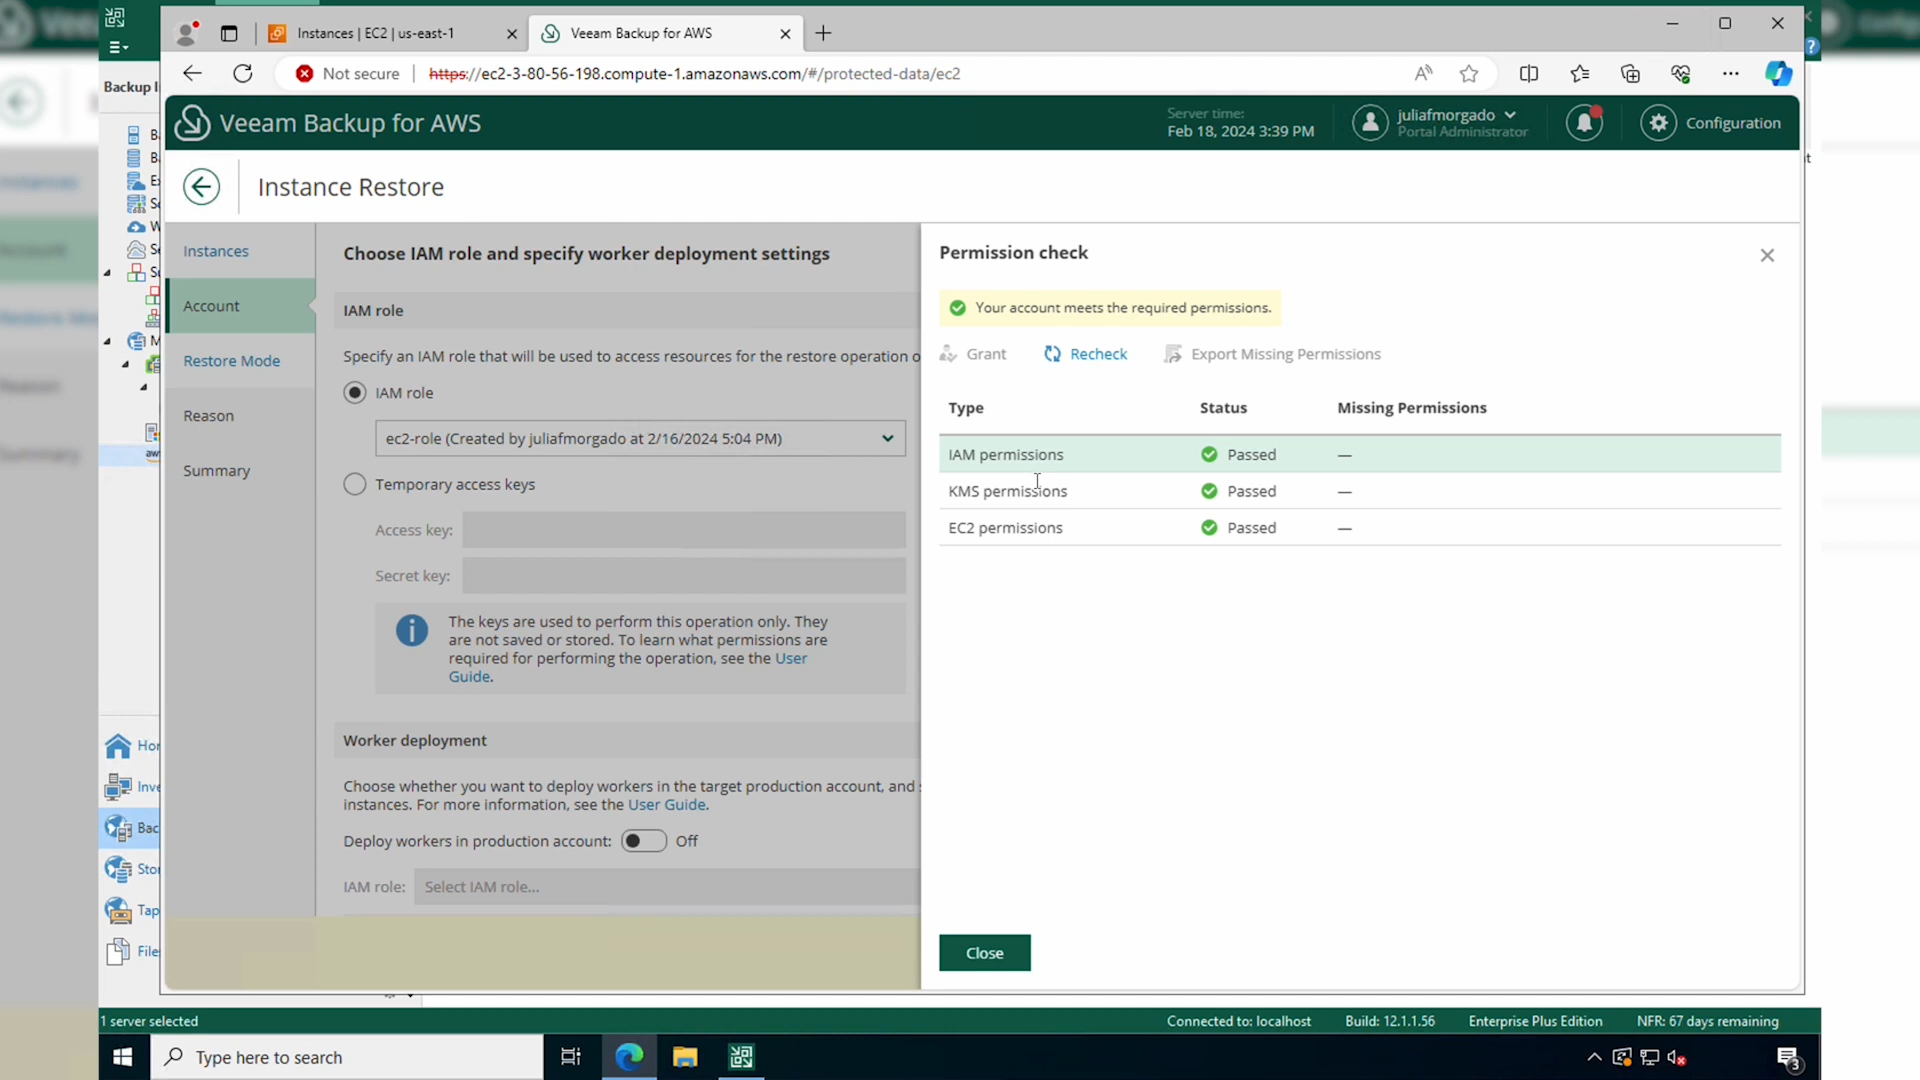 Instances | EC2 | us-east-1
Veeam Backup for AWS
Not secure
https://ec2-3-80-56-198.compute-1.amazonaws.com/#/protected-data/ec2
Backup I
Veeam Backup for AWS
Server time:
Feb 18, 2024 3:39 PM
juliafmorgado
Portal Administrator
Configuration
Instance Restore
Instances
Account
Restore Mode
Reason
Summary
Choose IAM role and specify worker deployment settings
IAM role
Specify an IAM role that will be used to access resources for the restore operation o
IAM role
ec2-role (Created by juliafmorgado at 2/16/2024 5:04 PM)
Temporary access keys
Access key:
Secret key:
The keys are used to perform this operation only. They
are not saved or stored. To learn what permissions are
required for performing the operation, see the User
Guide.
Worker deployment
Choose whether you want to deploy workers in the target production account, and
instances. For more information, see the User Guide.
Deploy workers in production account: Off
IAM role: Select IAM role...
Permission check
Your account meets the required permissions.
Grant
Recheck
Export Missing Permissions
Type Status Missing Permissions
IAM permissions Passed —
KMS permissions Passed —
EC2 permissions Passed —
Close
Hor
Inve
Bac
Sto
Tap
File
1 server selected
Connected to: localhost
Build: 12.1.1.56
Enterprise Plus Edition
NFR: 67 days remaining
Type here to search
3